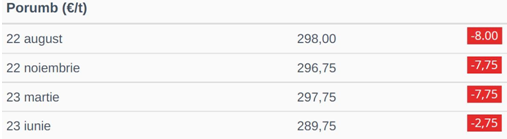 Porumb (€/t)
22 august 298,00 -8.00
22 noiembrie 296,75 -7,75
23 martie 297,75 -7,75
23 iunie 289,75 -2,75